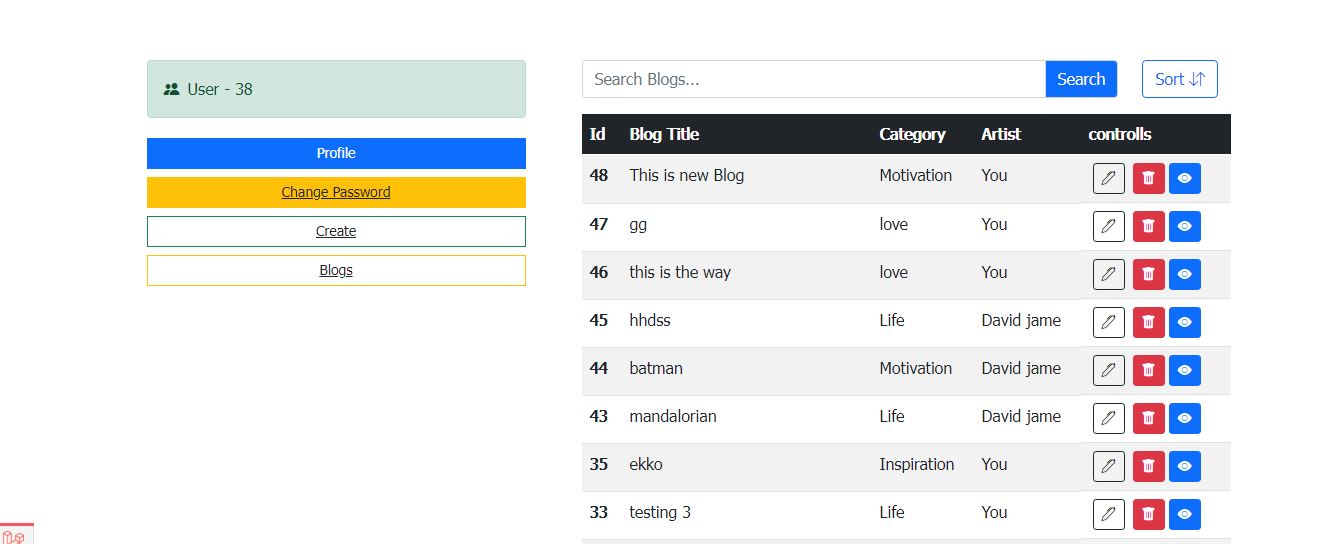 User - 38
Profile
Change Password
Create
Blogs
Search Blogs... Search Sort
Id Blog Title Category Artist controlls
48 This is new Blog Motivation You
47 gg love You
46 this is the way love You
45 hhdss Life David jame
44 batman Motivation David jame
43 mandalorian Life David jame
35 ekko Inspiration You
33 testing 3 Life You